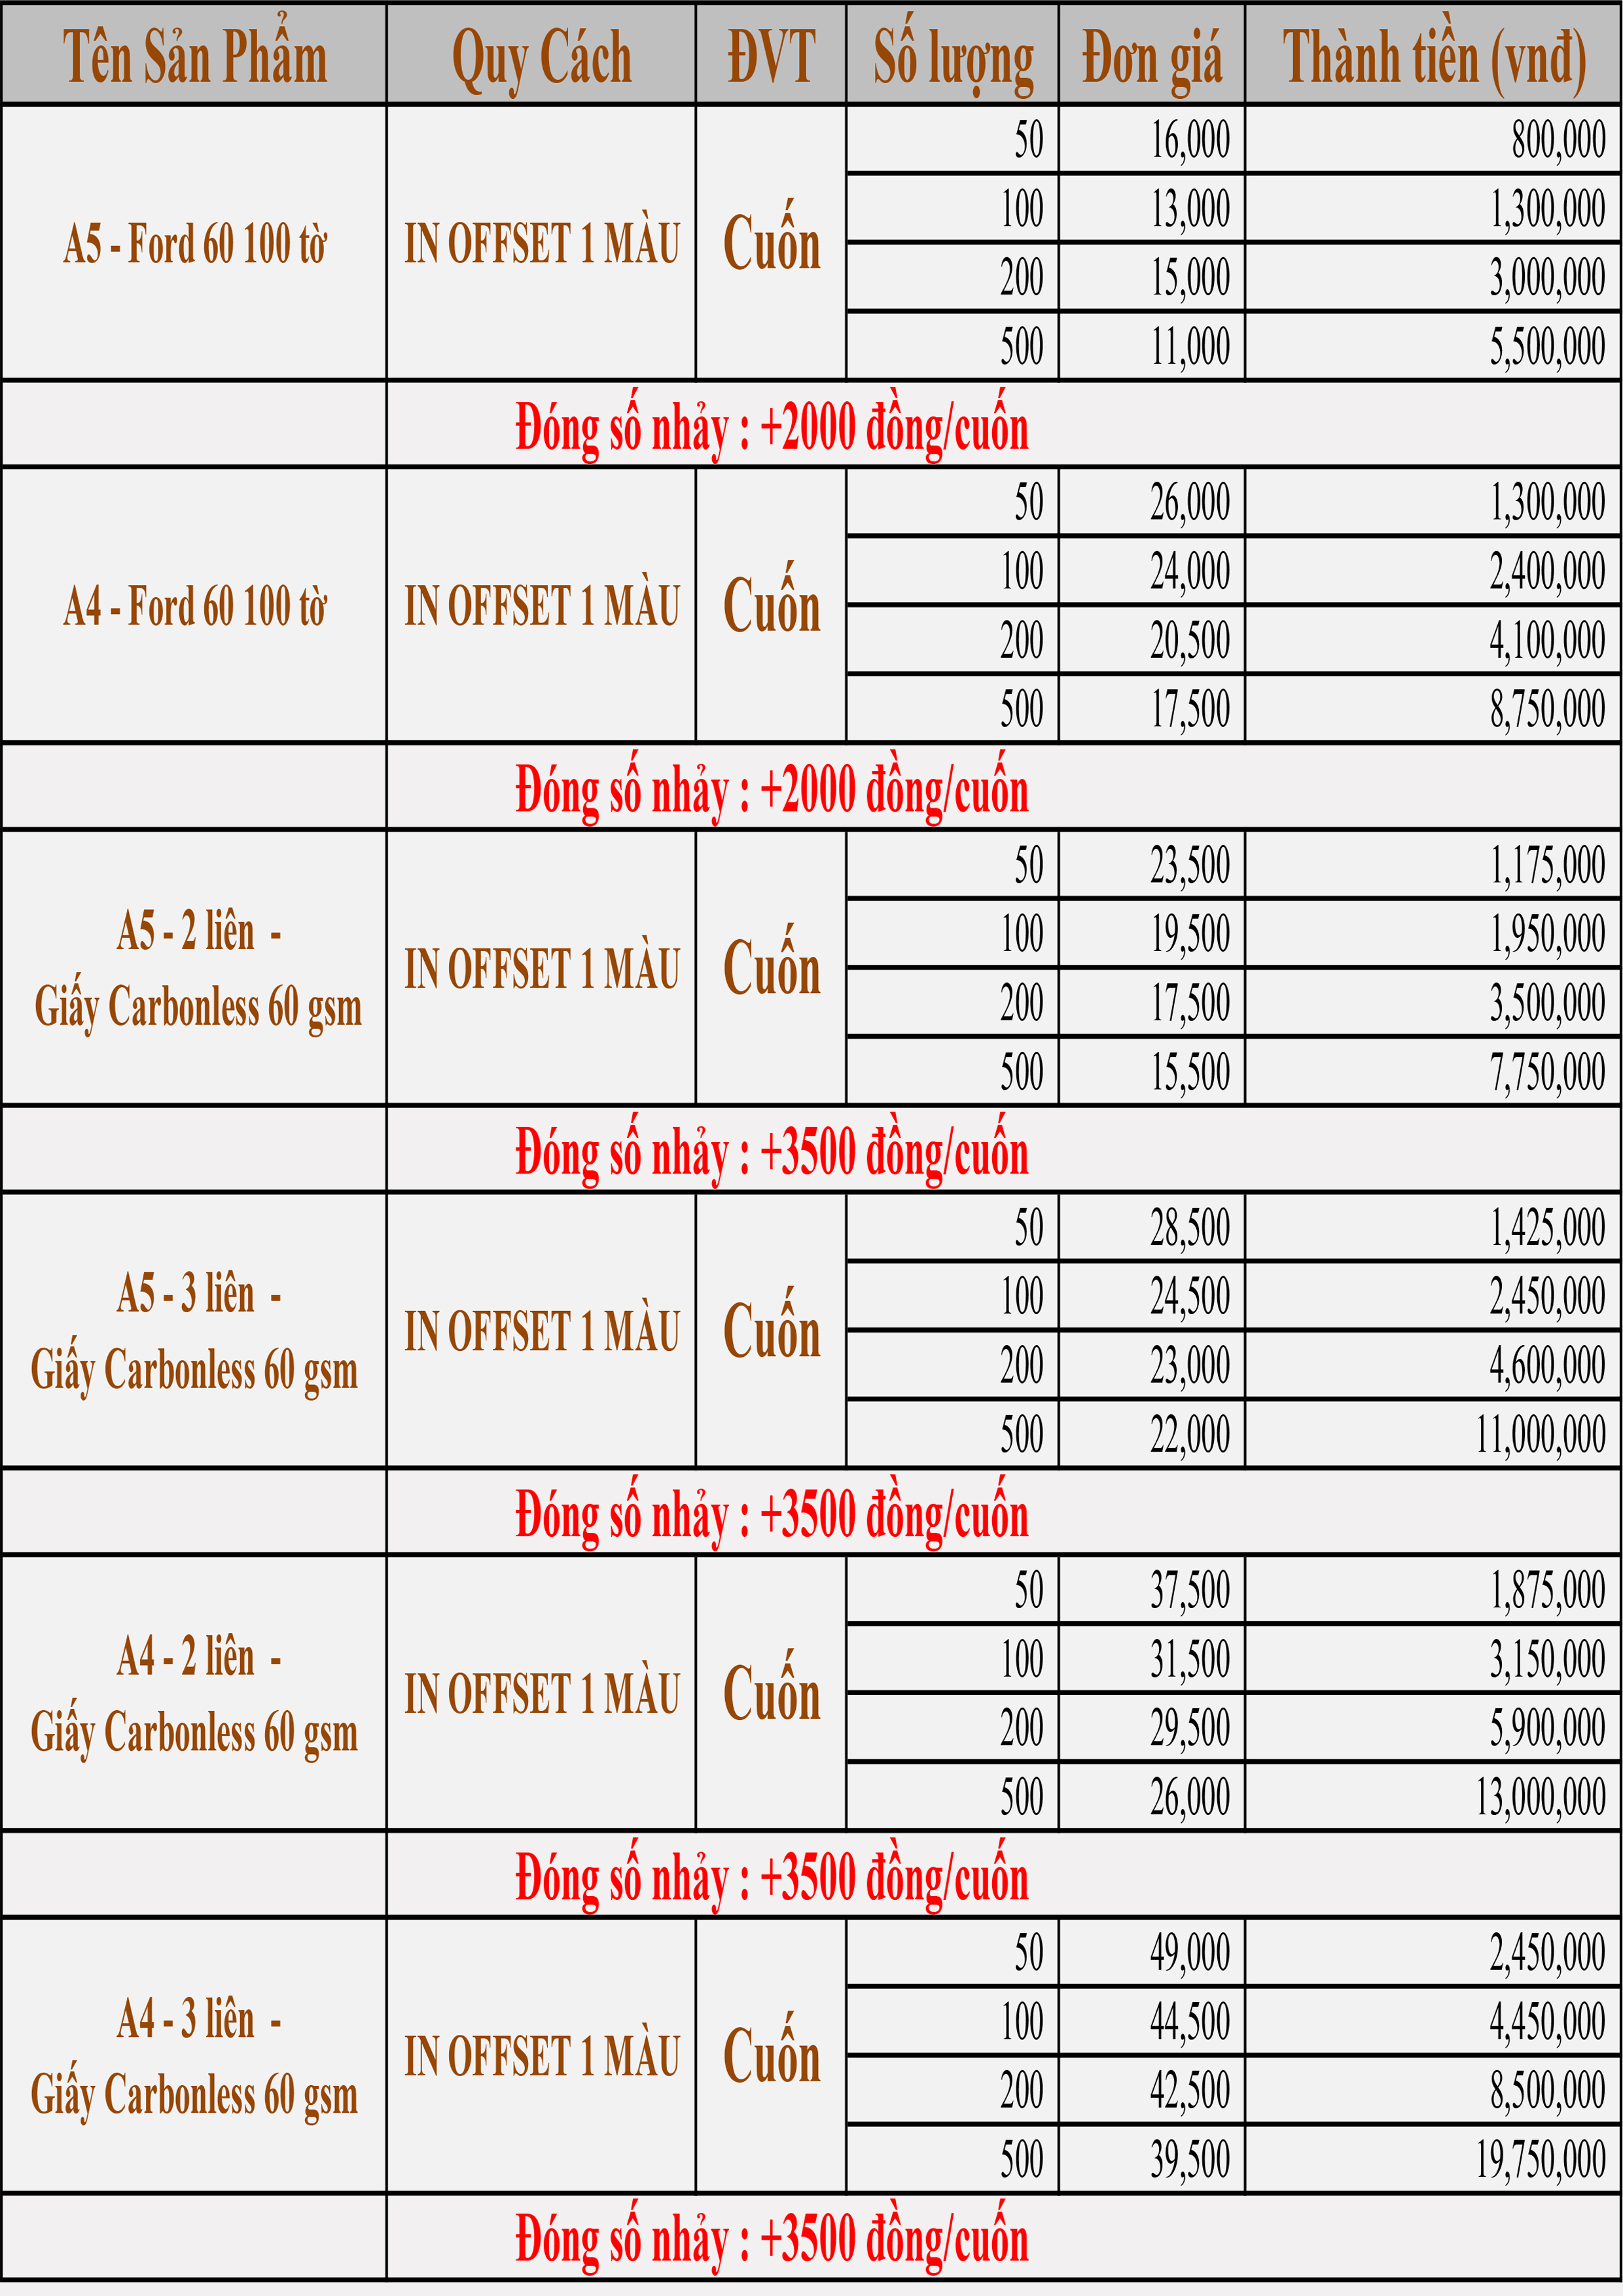 Tên Sản Phẩm Quy Cách ĐVT Số lượng Đơn giá Thành tiền (vnđ)
A5 - Ford 60 100 tờ IN OFFSET 1 MÀU Cuốn
50 16,000 800,000
100 13,000 1,300,000
200 15,000 3,000,000
500 11,000 5,500,000
Đóng số nhảy : +2000 đồng/cuốn
A4 - Ford 60 100 tờ IN OFFSET 1 MÀU Cuốn
50 26,000 1,300,000
100 24,000 2,400,000
200 20,500 4,100,000
500 17,500 8,750,000
Đóng số nhảy : +2000 đồng/cuốn
A5 - 2 liên -
Giấy Carbonless 60 gsm
IN OFFSET 1 MÀU Cuốn
50 23,500 1,175,000
100 19,500 1,950,000
200 17,500 3,500,000
500 15,500 7,750,000
Đóng số nhảy : +3500 đồng/cuốn
A5 - 3 liên -
Giấy Carbonless 60 gsm
IN OFFSET 1 MÀU Cuốn
50 28,500 1,425,000
100 24,500 2,450,000
200 23,000 4,600,000
500 22,000 11,000,000
Đóng số nhảy : +3500 đồng/cuốn
A4 - 2 liên -
Giấy Carbonless 60 gsm
IN OFFSET 1 MÀU Cuốn
50 37,500 1,875,000
100 31,500 3,150,000
200 29,500 5,900,000
500 26,000 13,000,000
Đóng số nhảy : +3500 đồng/cuốn
A4 - 3 liên -
Giấy Carbonless 60 gsm
IN OFFSET 1 MÀU Cuốn
50 49,000 2,450,000
100 44,500 4,450,000
200 42,500 8,500,000
500 39,500 19,750,000
Đóng số nhảy : +3500 đồng/cuốn